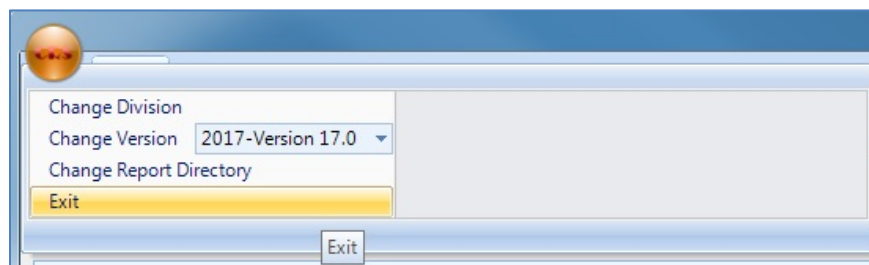 Change Division
Change Version 2017-Version 17.0
Change Report Directory
Exit
Exit